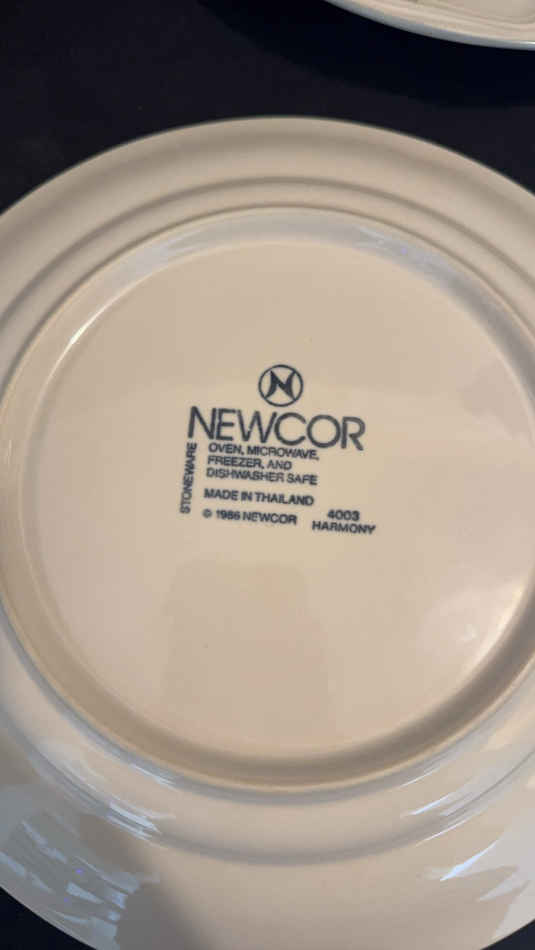 N
NEWCOR
STONEWARE
OVEN, MICROWAVE,
FREEZER, AND
DISHWASHER SAFE
MADE IN THAILAND
© 1986 NEWCOR
4003
HARMONY